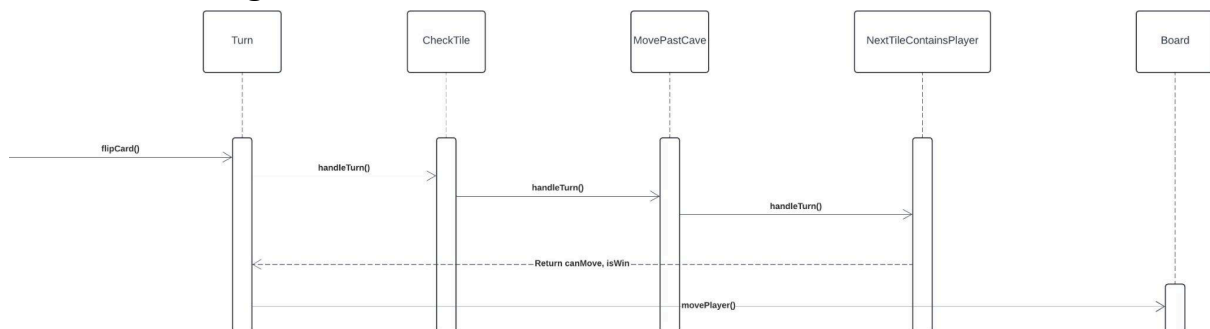 Turn
CheckTile
MovePastCave
NextTileContainsPlayer
Board
flipCard()
handleTurn()
handleTurn()
handleTurn()
Return canMove, isWin
movePlayer()